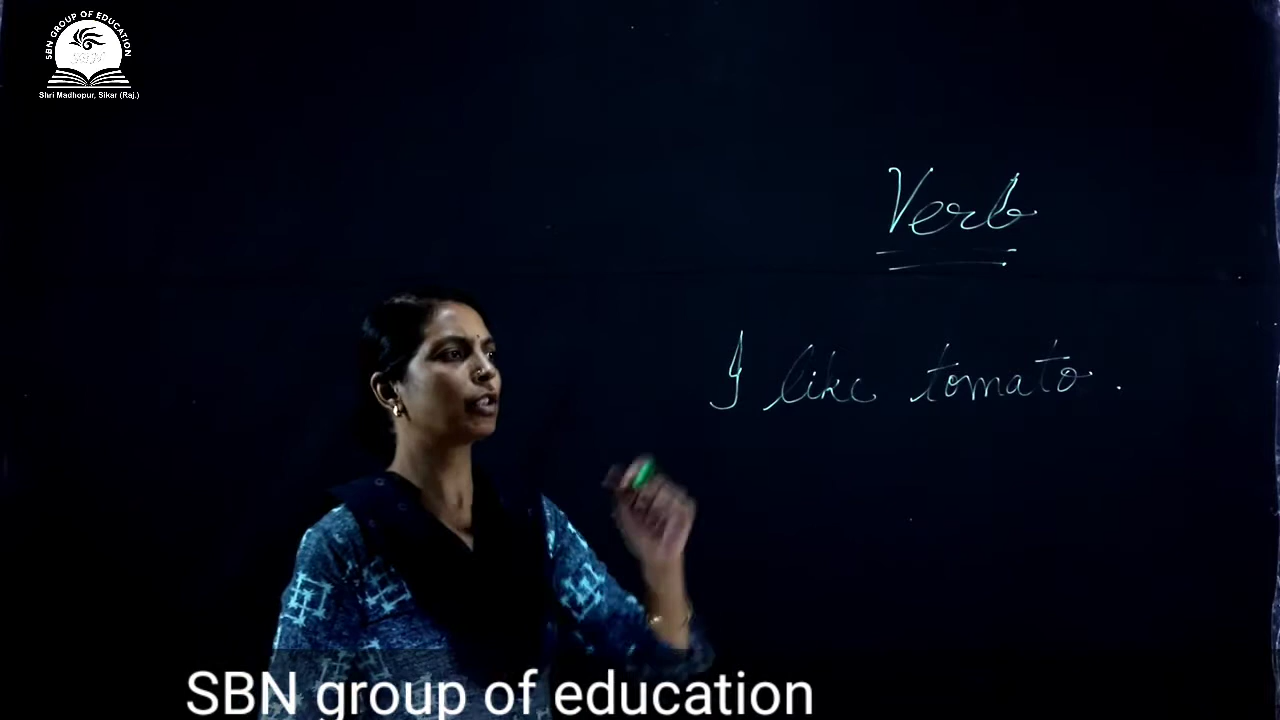 SBN GROUP OF EDUCATION
Shri Madhopur, Sikar (Raj.)
Verb
I like tomato.
SBN group of education